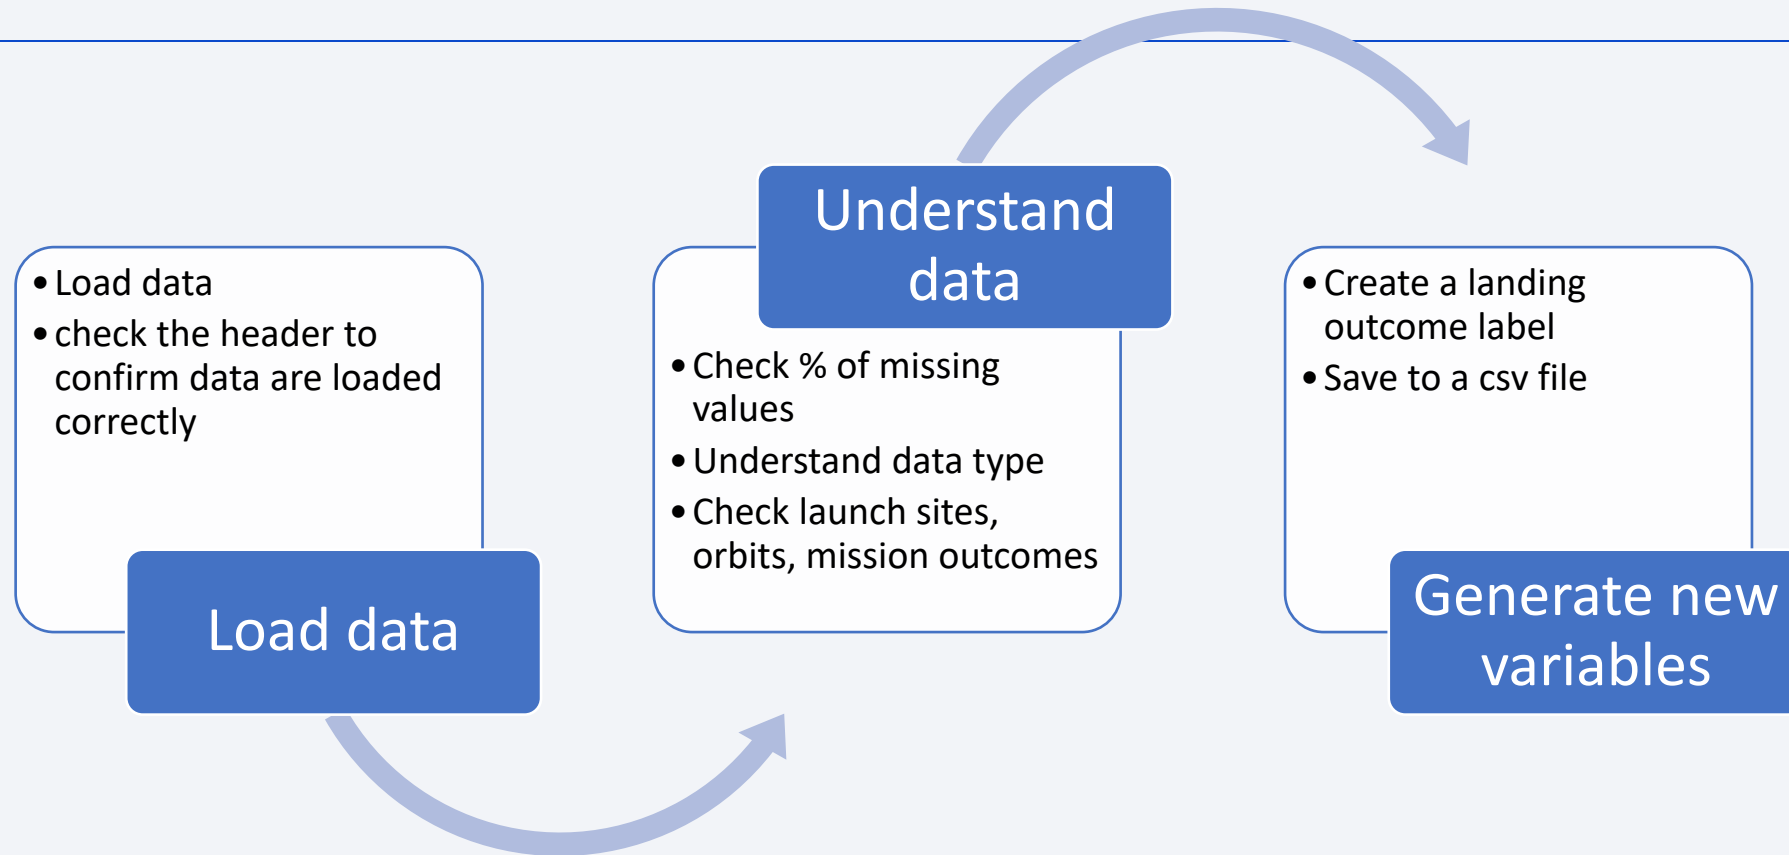 • Load data
• check the header to
confirm data are loaded
correctly
Load data
Understand
data
• Check % of missing
values
• Understand data type
• Check launch sites,
orbits, mission outcomes
• Create a landing
outcome label
• Save to a csv file
Generate new
variables